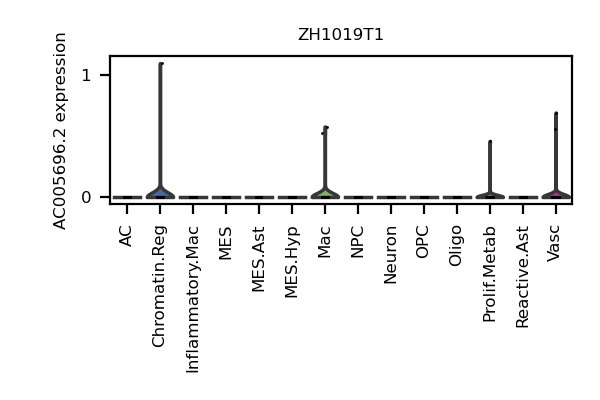 ZH1019T1
AC005696.2 expression
1
0
AC
Chromatin.Reg
Inflammatory.Mac
MES
MES.Ast
MES.Hyp
Mac
NPC
Neuron
OPC
Oligo
Prolif.Metab
Reactive.Ast
Vasc